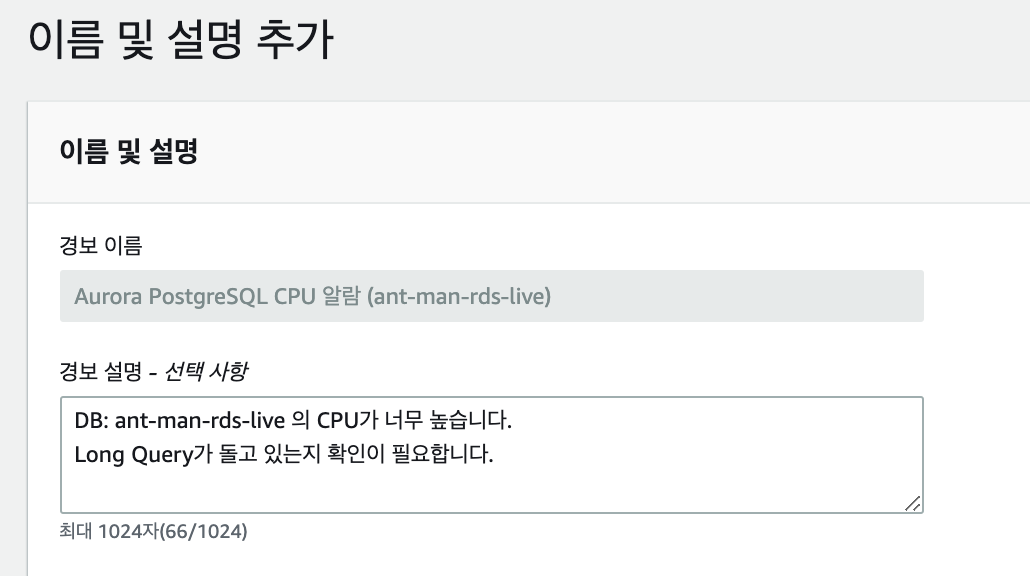 이름 및 설명 추가
이름 및 설명
경보 이름
Aurora PostgreSQL CPU 알람 (ant-man-rds-live)
경보 설명 - 선택 사항
DB: ant-man-rds-live 의 CPU가 너무 높습니다.
Long Query가 돌고 있는지 확인이 필요합니다.
최대 1024자(66/1024)